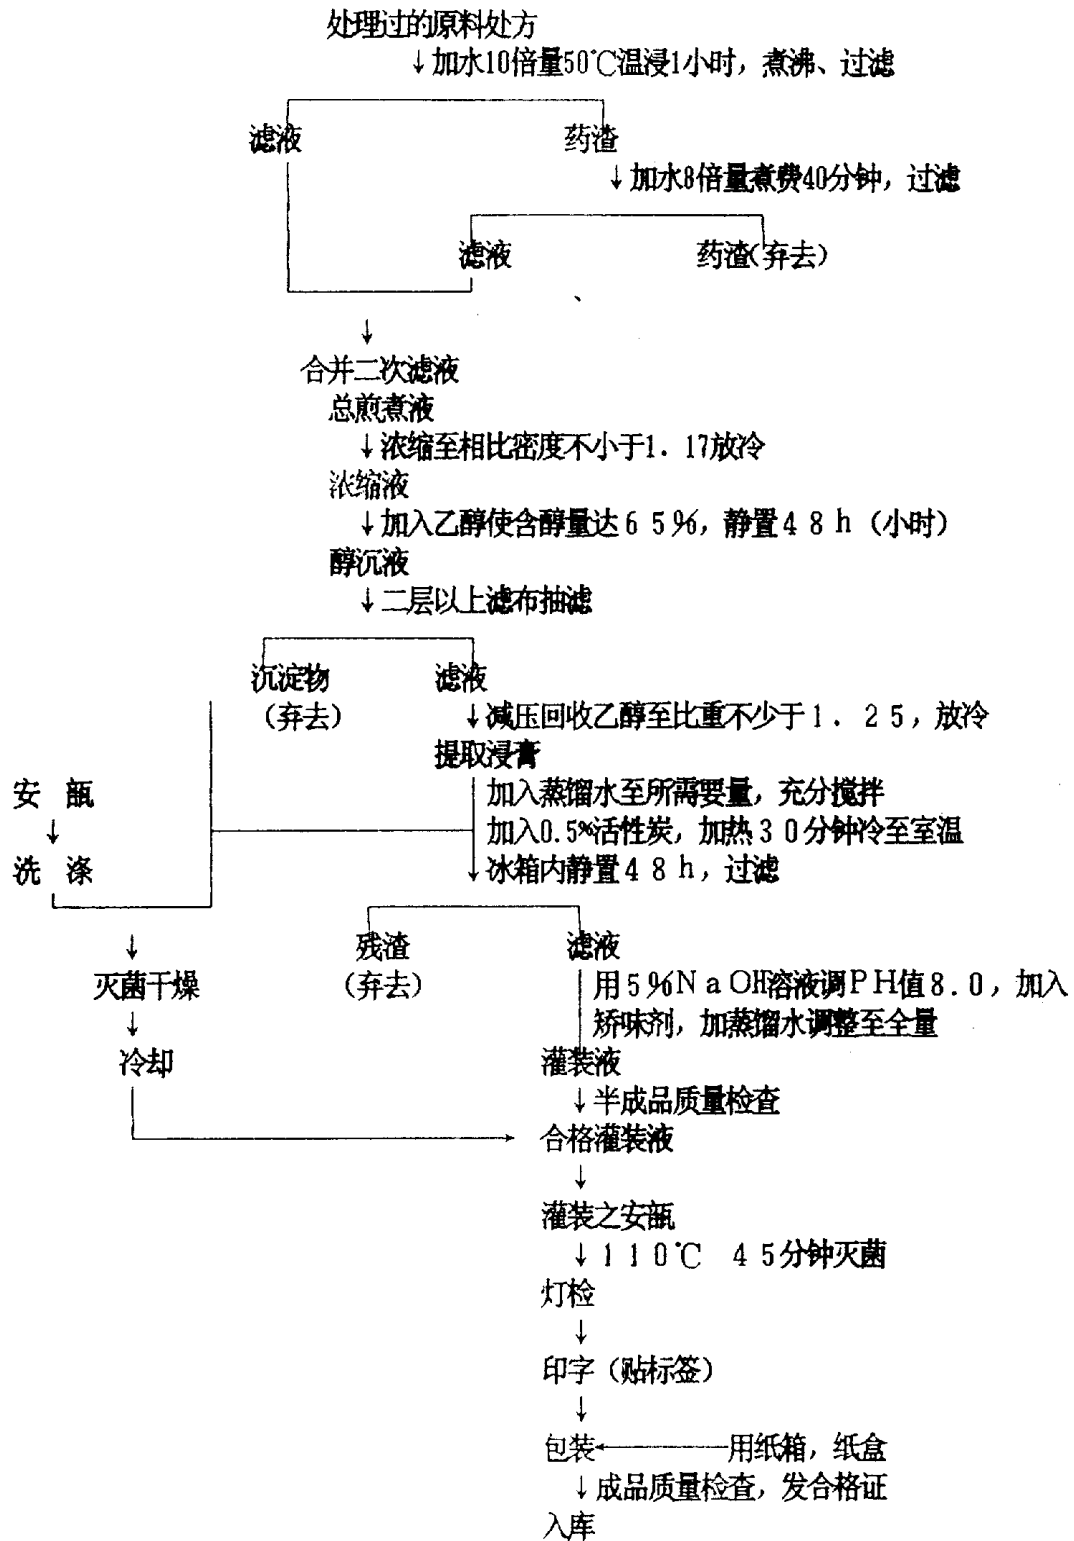 处理过的原料处方
↓加水10倍量50℃温浸1小时，煮沸、过滤
滤液 药渣
↓加水8倍量煮费40分钟，过滤
滤液 药渣（弃去）
↓
合并二次滤液
总煎煮液
↓浓缩至相比密度不小于1．17放冷
浓缩液
↓加入乙醇使含醇量达65%，静置48h（小时）
醇沉液
↓二层以上滤布抽滤
沉淀物 滤液
（弃去） ↓减压回收乙醇至比重不少于1．25，放冷
提取浸膏
安 瓿 加入蒸馏水至所需要量，充分搅拌
↓ 加入0.5%活性炭，加热30分钟冷至室温
洗 涤 ↓冰箱内静置48h，过滤
↓ 残渣 滤液
灭菌干燥 （弃去） 用5%NaOH溶液调PH值8.0，加入
↓ 矫味剂，加蒸馏水调整至全量
冷却 灌装液
↓半成品质量检查
合格灌装液
↓
灌装之安瓿
↓110℃ 45分钟灭菌
灯检
↓
印字（贴标签）
↓
包装←用纸箱，纸盒
↓成品质量检查，发合格证
入库